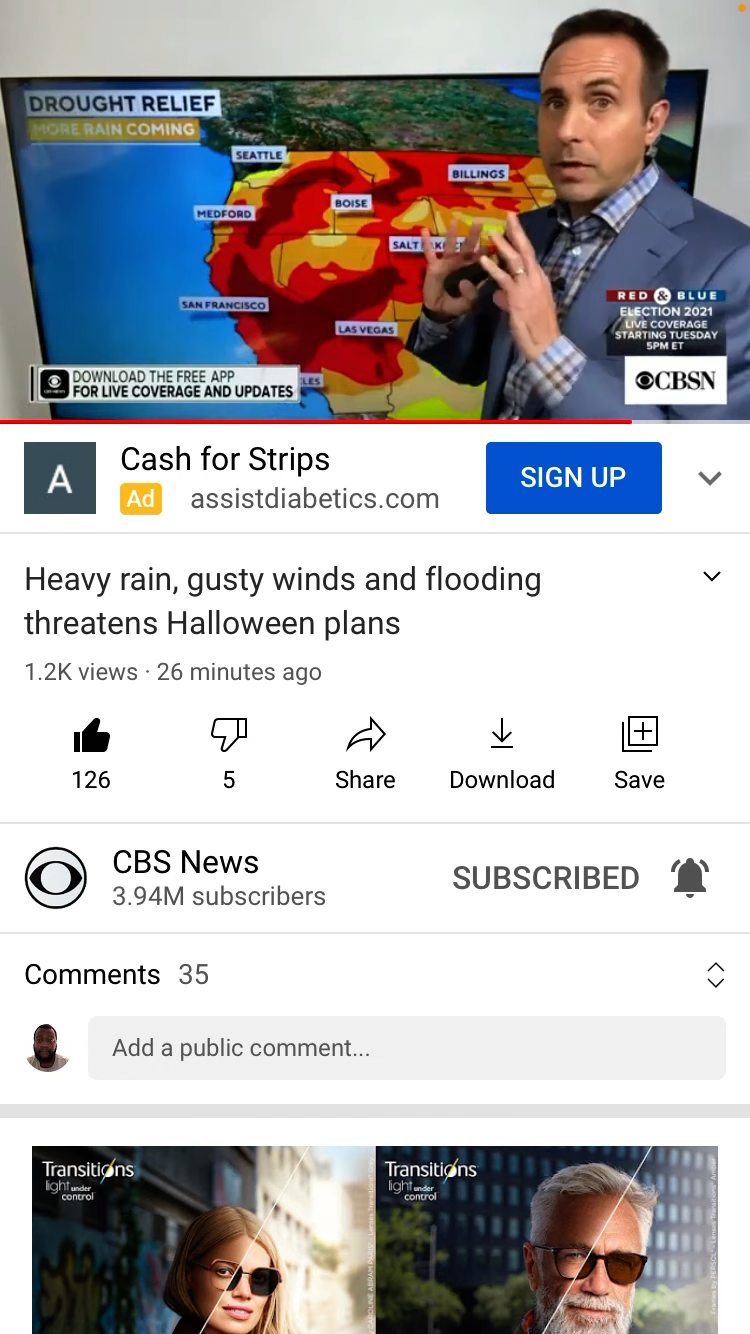 DROUGHT RELIEF
MORE RAIN COMING
SEATTLE
BILLINGS
BOISE
MEDFORD
SALT
SAN FRANCISCO
LAS VEGAS
RED & BLUE
ELECTION 2021
LIVE COVERAGE
STARTING TUESDAY
5PM ET
CBSN
DOWNLOAD THE FREE APP
FOR LIVE COVERAGE AND UPDATES
LES
A
Cash for Strips
SIGN UP
Ad assistdiabetics.com
Heavy rain, gusty winds and flooding
threatens Halloween plans
1.2K views · 26 minutes ago
126
5
Share
Download
Save
CBS News
3.94M subscribers
SUBSCRIBED
Comments 35
Add a public comment...
Transitions
light under
control
Transitions
light under
control